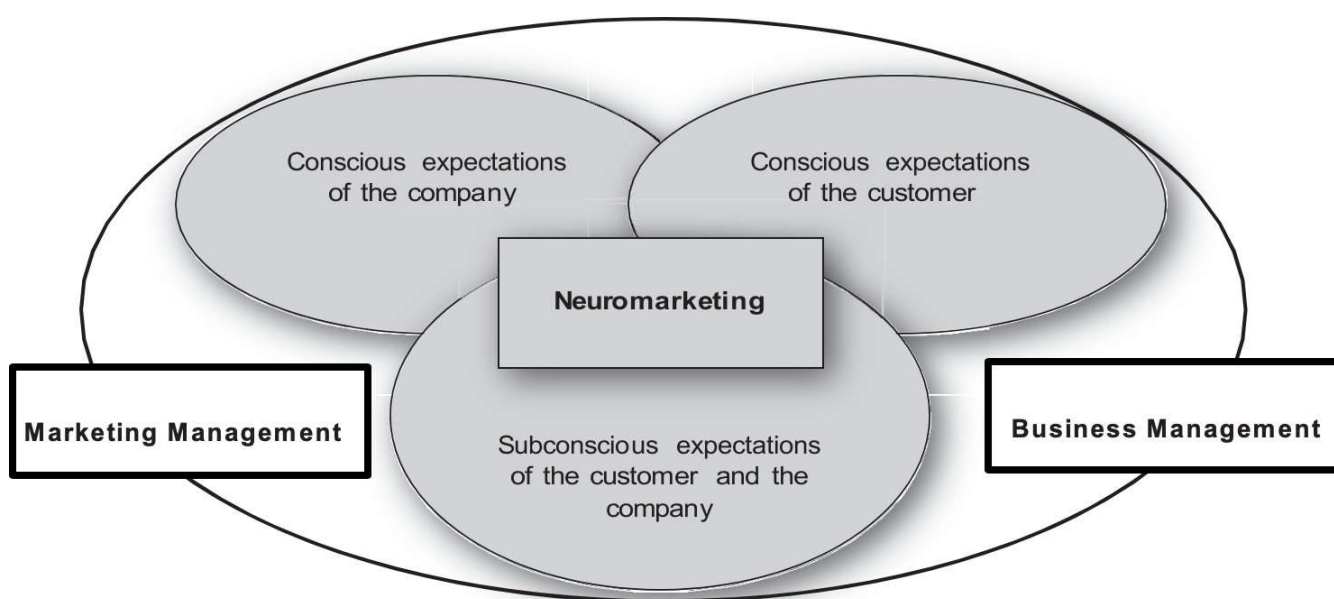 Conscious expectations
of the company
Conscious expectations
of the customer
Neuromarketing
Marketing Management
Business Management
Subconscious expectations
of the customer and the
company